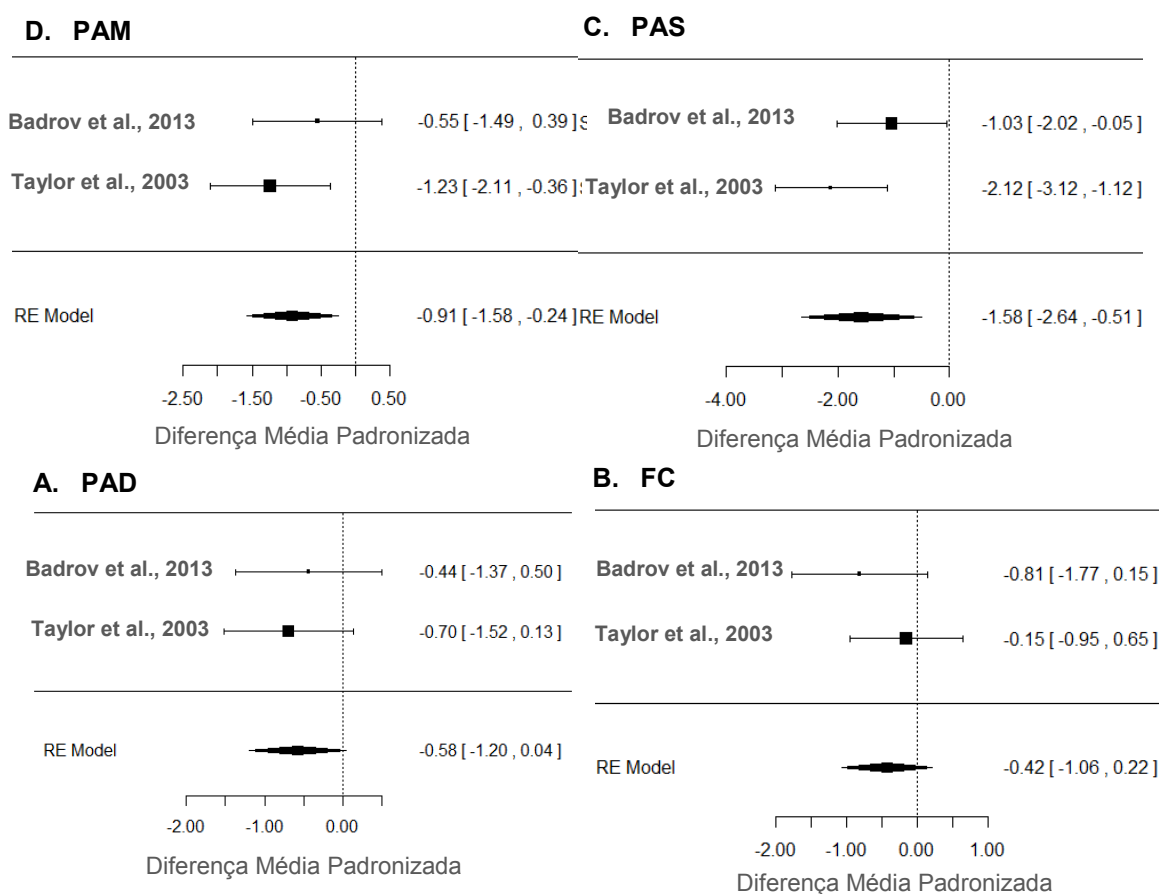 D. PAM
Badrov et al., 2013 -0.55 [ -1.49 , 0.39 ]
Taylor et al., 2003 -1.23 [ -2.11 , -0.36 ]
RE Model -0.91 [ -1.58 , -0.24 ]
-2.50 -1.50 -0.50 0.50
Diferença Média Padronizada
C. PAS
Badrov et al., 2013 -1.03 [ -2.02 , -0.05 ]
Taylor et al., 2003 -2.12 [ -3.12 , -1.12 ]
RE Model -1.58 [ -2.64 , -0.51 ]
-4.00 -2.00 0.00
Diferença Média Padronizada
A. PAD
Badrov et al., 2013 -0.44 [ -1.37 , 0.50 ]
Taylor et al., 2003 -0.70 [ -1.52 , 0.13 ]
RE Model -0.58 [ -1.20 , 0.04 ]
-2.00 -1.00 0.00
Diferença Média Padronizada
B. FC
Badrov et al., 2013 -0.81 [ -1.77 , 0.15 ]
Taylor et al., 2003 -0.15 [ -0.95 , 0.65 ]
RE Model -0.42 [ -1.06 , 0.22 ]
-2.00 -1.00 0.00 1.00
Diferença Média Padronizada